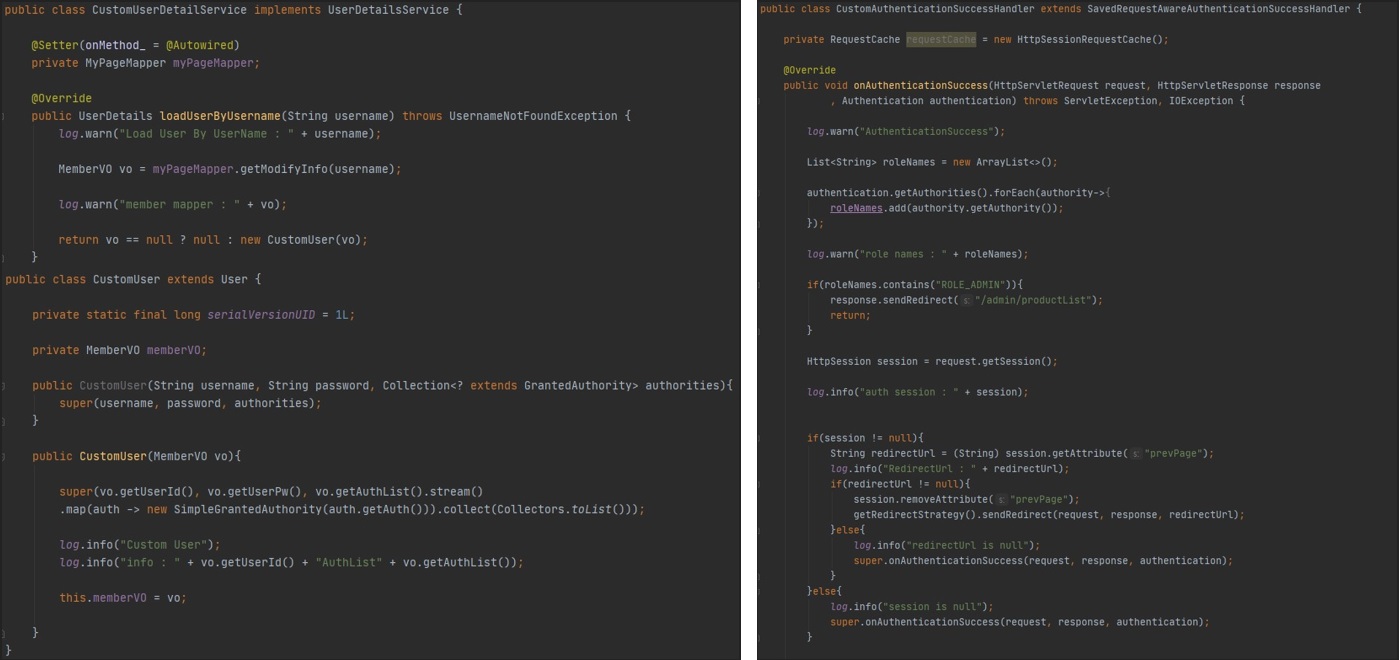 public class CustomUserDetailService implements UserDetailsService {
@Setter(onMethod_ = @Autowired)
private MyPageMapper myPageMapper;
@Override
public UserDetails loadUserByUsername(String username) throws UsernameNotFoundException {
log.warn("Load User By UserName : " + username);
MemberVO vo = myPageMapper.getModifyInfo(username);
log.warn("member mapper : " + vo);
return vo == null ? null : new CustomUser(vo);
}
public class CustomUser extends User {
private static final long serialVersionUID = 1L;
private MemberVO memberVO;
public CustomUser(String username, String password, Collection<? extends GrantedAuthority> authorities){
super(username, password, authorities);
}
public CustomUser(MemberVO vo){
super(vo.getUserId(), vo.getUserPw(), vo.getAuthList().stream()
.map(auth -> new SimpleGrantedAuthority(auth.getAuth())).collect(Collectors.toList()));
log.info("Custom User");
log.info("info : " + vo.getUserId() + "AuthList" + vo.getAuthList());
this.memberVO = vo;
}
}
public class CustomAuthenticationSuccessHandler extends SavedRequestAwareAuthenticationSuccessHandler {
private RequestCache requestCache = new HttpSessionRequestCache();
@Override
public void onAuthenticationSuccess(HttpServletRequest request, HttpServletResponse response
, Authentication authentication) throws ServletException, IOException {
log.warn("AuthenticationSuccess");
List<String> roleNames = new ArrayList<>();
authentication.getAuthorities().forEach(authority->{
roleNames.add(authority.getAuthority());
});
log.warn("role names : " + roleNames);
if(roleNames.contains("ROLE_ADMIN")){
response.sendRedirect( s: "/admin/productList");
return;
}
HttpSession session = request.getSession();
log.info("auth session : " + session);
if(session != null){
String redirectUrl = (String) session.getAttribute( s: "prevPage");
log.info("RedirectUrl : " + redirectUrl);
if(redirectUrl != null){
session.removeAttribute( s: "prevPage");
getRedirectStrategy().sendRedirect(request, response, redirectUrl);
}else{
log.info("redirectUrl is null");
super.onAuthenticationSuccess(request, response, authentication);
}
}else{
log.info("session is null");
super.onAuthenticationSuccess(request, response, authentication);
}